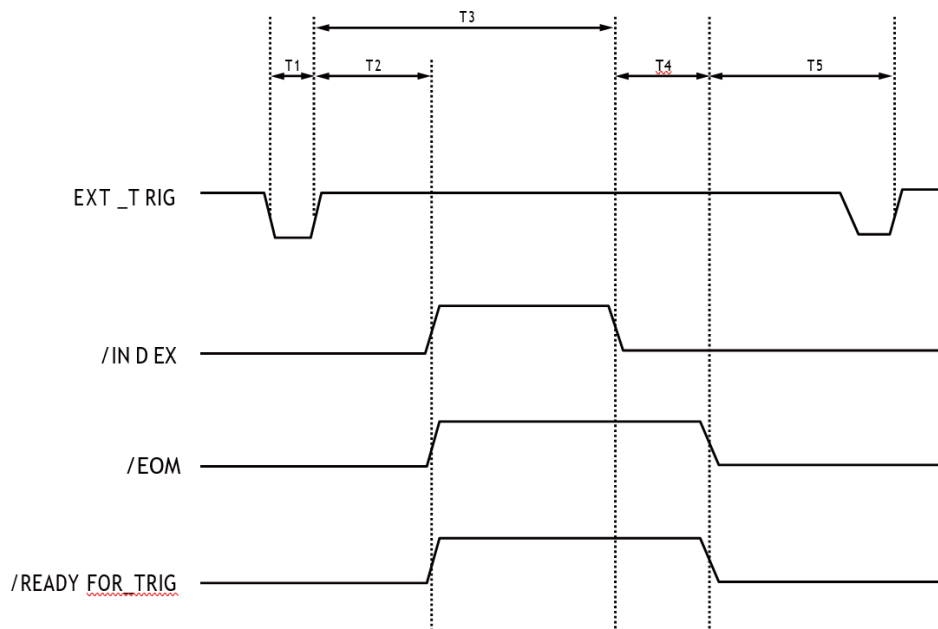 T3
T1
T2
T4
T5
EXT _T RIG
/IN D EX
/EOM
/READY FOR_TRIG